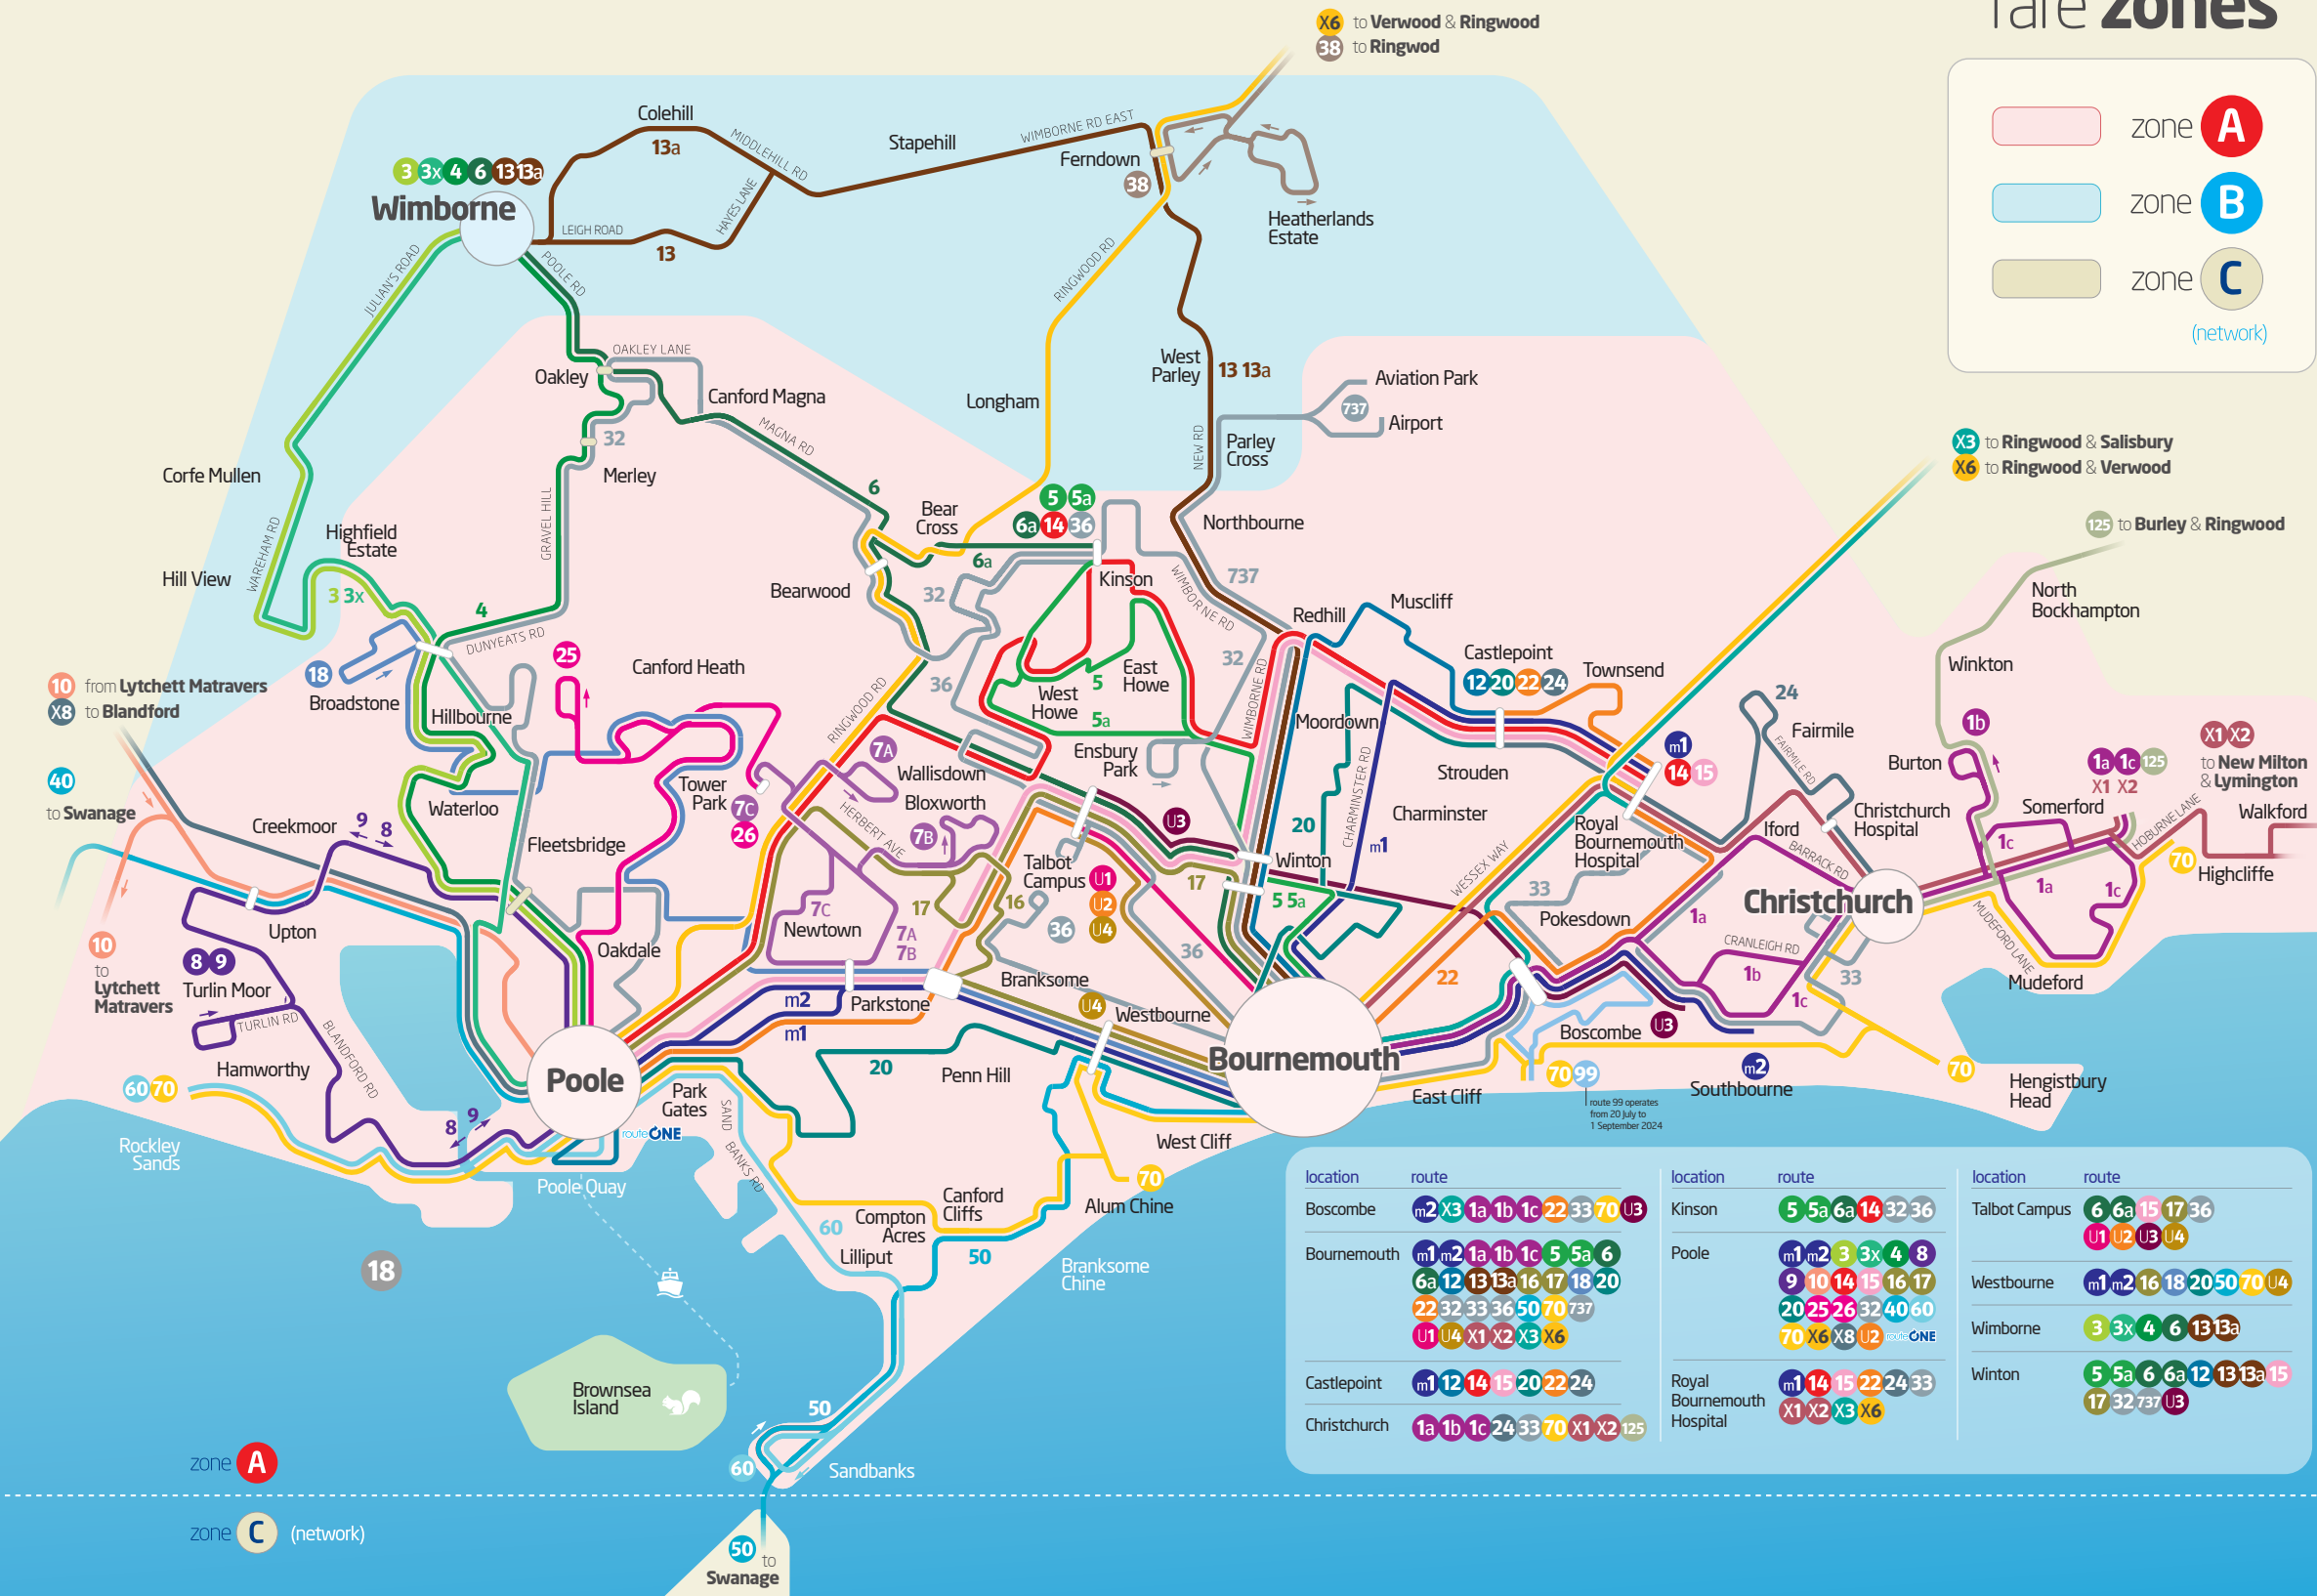 fare zones
zone A
zone B
zone C
(network)
X6 to Verwood & Ringwood
38 to Ringwod
Colehill
13a
MIDDLEHILL RD
Stapehill
WIMBORNE RD EAST
Ferndown
38
Heatherlands
Estate
3 3x 4 6 13 13a
Wimborne
LEIGH ROAD
HAYES LANE
13
JULIAN'S ROAD
POOLE RD
RINGWOOD RD
OAKLEY LANE
Oakley
Canford Magna
MAGNA RD
Longham
West
Parley
13 13a
Aviation Park
737
Airport
NEW RD
Parley
Cross
32
Merley
Corfe Mullen
GRAVEL HILL
6
Bear
Cross
5 5a
6a 14 36
Northbourne
X3 to Ringwood & Salisbury
X6 to Ringwood & Verwood
125 to Burley & Ringwood
Highfield
Estate
WAREHAM RD
Hill View
3 3x
4
DUNYEATS RD
Bearwood
6a
32
Kinson
WIMBORNE RD
737
Redhill
Muscliff
North
Bockhampton
Winkton
25
Canford Heath
18
Broadstone
Hillbourne
36
West
Howe
5
East
Howe
5a
32
WIMBORNE RD
Moordown
Castlepoint
12 20 22 24
Townsend
24
Fairmile
FAIRMILE RD
1b
Burton
10 from Lytchett Matravers
X8 to Blandford
40
to Swanage
RINGWOOD RD
7A
Wallisdown
Ensbury
Park
CHARMINSTER RD
Strouden
m1
14 15
1a 1c 125
X1 X2
X1 X2
to New Milton
& Lymington
Somerford
HOBURNE LANE
Walkford
Waterloo
Tower
Park
7C
26
Bloxworth
7B
HERBERT AVE
U3
20
Charminster
m1
Creekmoor
9
8
Fleetsbridge
Royal
Bournemouth
Hospital
Iford
BARRACK RD
Christchurch
Hospital
1c
70
Highcliffe
Talbot
Campus
U1
U2
U4
Winton
WESSEX WAY
33
1a
1c
Christchurch
10
to
Lytchett
Matravers
Upton
8 9
Turlin Moor
TURLIN RD
BLANDFORD RD
Oakdale
7C
Newtown
7A
7B
17
16
17
36
36
5 5a
22
Pokesdown
1a
CRANLEIGH RD
1b
1c
33
MUDEFORD LANE
Mudeford
Branksome
m2
Parkstone
m1
U4
Westbourne
Boscombe
U3
Hamworthy
60 70
Poole
20
Penn Hill
Bournemouth
East Cliff
70 99
route 99 operates
from 20 July to
1 September 2024
m2
Southbourne
70
Hengistbury
Head
Park
Gates
SAND BANKS RD
9
8
routeONE
Rockley
Sands
Poole Quay
West Cliff
70
Alum Chine
Canford
Cliffs
Compton
Acres
60
Lilliput
50
Branksome
Chine
18
Brownsea
Island
50
60
Sandbanks
zone A
zone C (network)
50 to
Swanage
location route
Boscombe m2 X3 1a 1b 1c 22 33 70 U3
Bournemouth m1 m2 1a 1b 1c 5 5a 6
6a 12 13 13a 16 17 18 20
22 32 33 36 50 70 737
U1 U4 X1 X2 X3 X6
Castlepoint m1 12 14 15 20 22 24
Christchurch 1a 1b 1c 24 33 70 X1 X2 125
location route
Kinson 5 5a 6a 14 32 36
Poole m1 m2 3 3x 4 8
9 10 14 15 16 17
20 25 26 32 40 60
70 X6 X8 U2 routeONE
Royal
Bournemouth
Hospital
m1 14 15 22 24 33
X1 X2 X3 X6
location route
Talbot Campus 6 6a 15 17 36
U1 U2 U3 U4
Westbourne m1 m2 16 18 20 50 70 U4
Wimborne 3 3x 4 6 13 13a
Winton 5 5a 6 6a 12 13 13a 15
17 32 737 U3